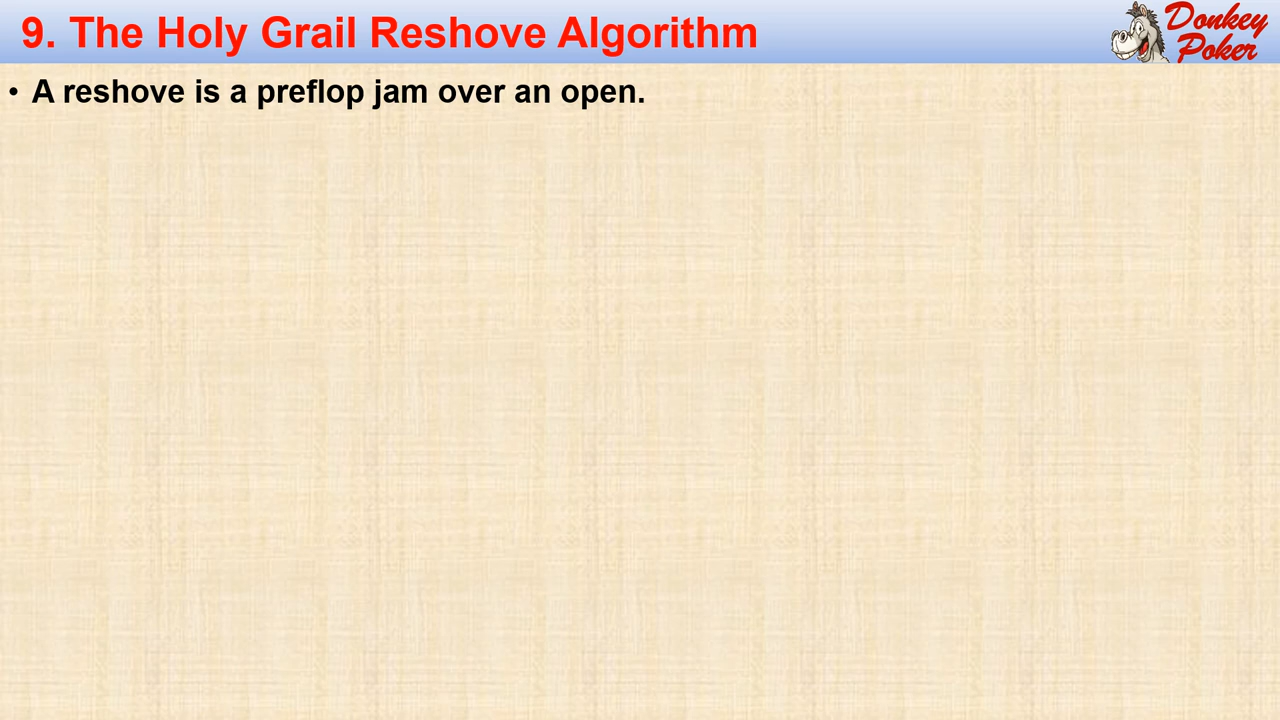 9. The Holy Grail Reshove Algorithm
Donkey
Poker
• A reshove is a preflop jam over an open.